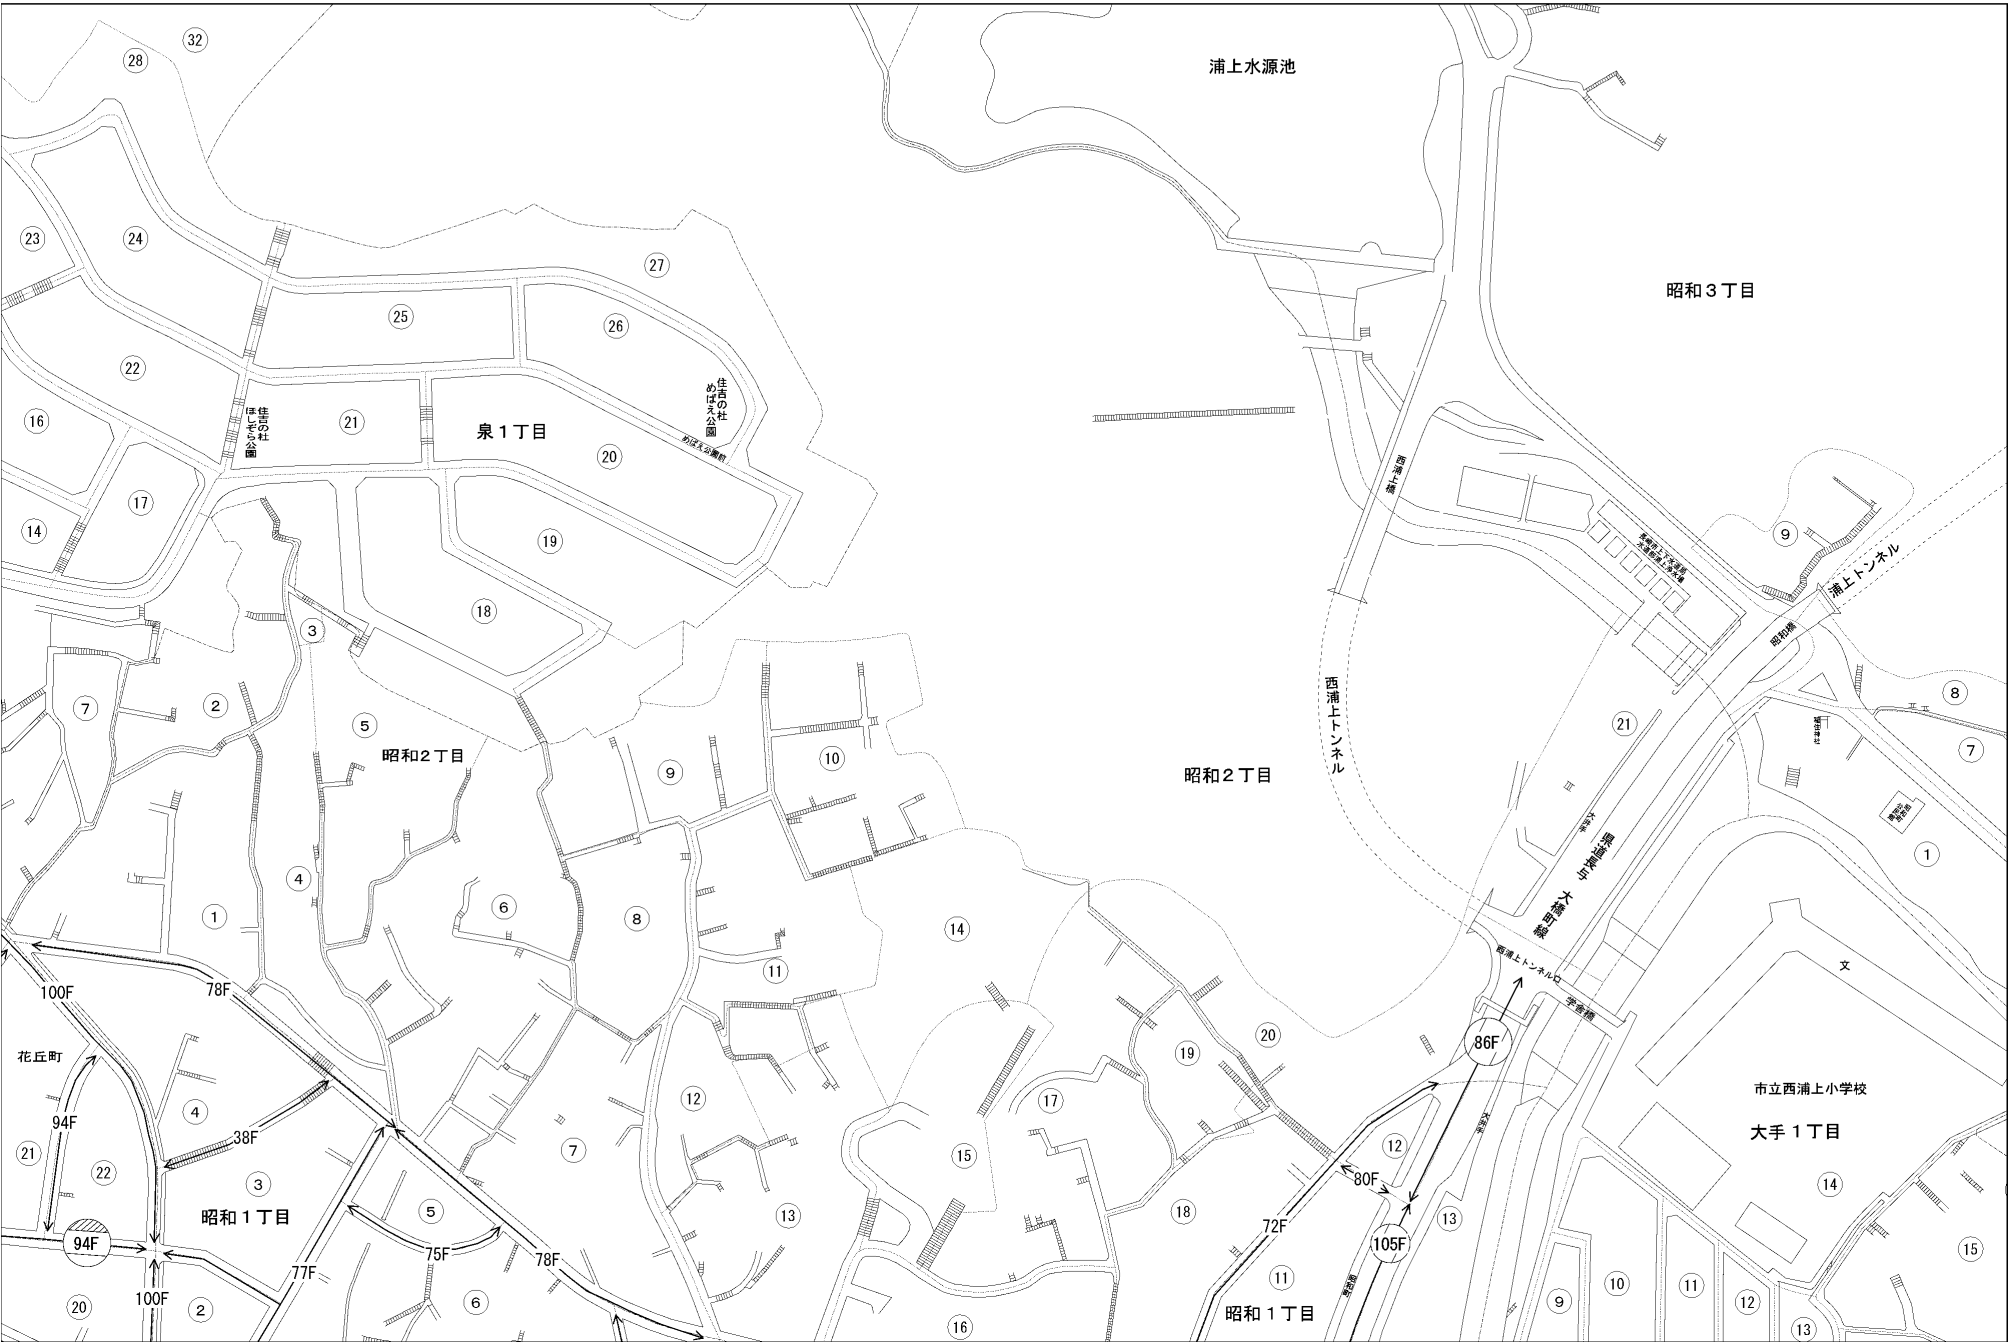 32
28
浦上水源池
23
24
27
昭和３丁目
25
26
22
住吉の杜
めばえ公園
住吉の杜
ほしぞら公園
16
21
泉１丁目
めばえ公園前
20
西浦上橋
17
14
19
9
浦上トンネル
18
3
昭和橋
7
2
5
昭和２丁目
西浦上トンネル
21
8
7
9
10
昭和２丁目
大井手
県道長与 大橋町線
1
4
1
6
8
14
11
西浦上トンネル口
学舎橋
文
100F
78F
花丘町
20
19
86F
4
94F
38F
12
17
市立西浦上小学校
大手１丁目
大井手
21
22
3
7
15
12
80F
14
15
昭和１丁目
5
13
18
72F
13
15
94F
75F
78F
105F
77F
11
10
11
9
12
100F
20
2
6
16
昭和１丁目
13